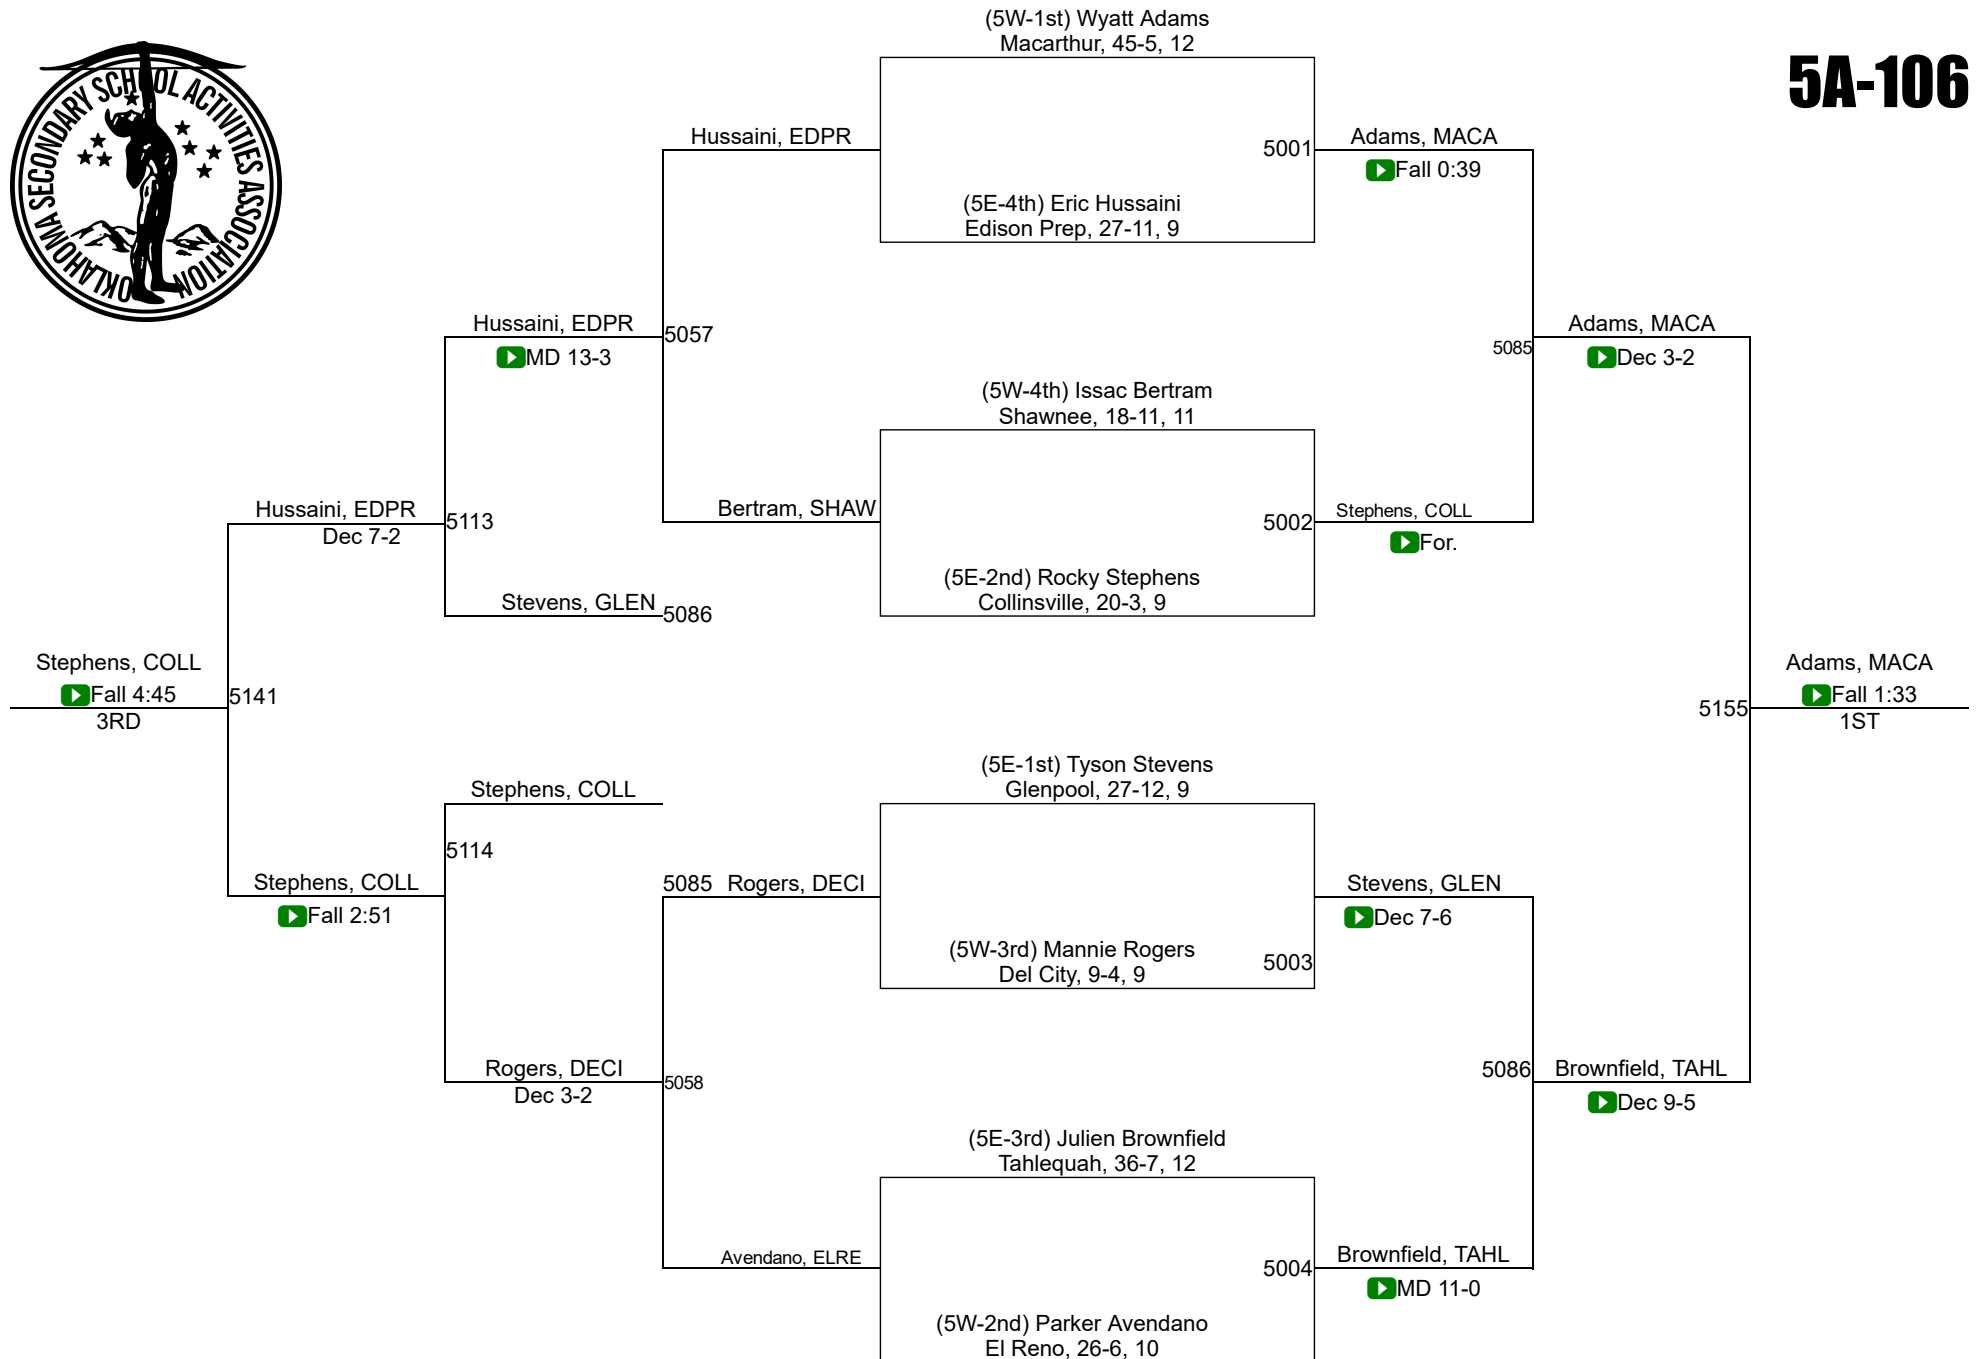 OKLAHOMA SECONDARY SCHOOL ACTIVITIES ASSOCIATION
5A-106
(5W-1st) Wyatt Adams
Macarthur, 45-5, 12
Hussaini, EDPR
5001
Adams, MACA
Fall 0:39
(5E-4th) Eric Hussaini
Edison Prep, 27-11, 9
Hussaini, EDPR
MD 13-3
5057
5085
Adams, MACA
Dec 3-2
(5W-4th) Issac Bertram
Shawnee, 18-11, 11
Hussaini, EDPR
Dec 7-2
5113
Bertram, SHAW
5002
Stephens, COLL
For.
(5E-2nd) Rocky Stephens
Collinsville, 20-3, 9
Stevens, GLEN
5086
Stephens, COLL
Fall 4:45
3RD
5141
5155
Adams, MACA
Fall 1:33
1ST
(5E-1st) Tyson Stevens
Glenpool, 27-12, 9
Stephens, COLL
5114
Stephens, COLL
Fall 2:51
5085
Rogers, DECI
Stevens, GLEN
Dec 7-6
(5W-3rd) Mannie Rogers
Del City, 9-4, 9
5003
Rogers, DECI
Dec 3-2
5058
5086
Brownfield, TAHL
Dec 9-5
(5E-3rd) Julien Brownfield
Tahlequah, 36-7, 12
Avendano, ELRE
5004
Brownfield, TAHL
MD 11-0
(5W-2nd) Parker Avendano
El Reno, 26-6, 10